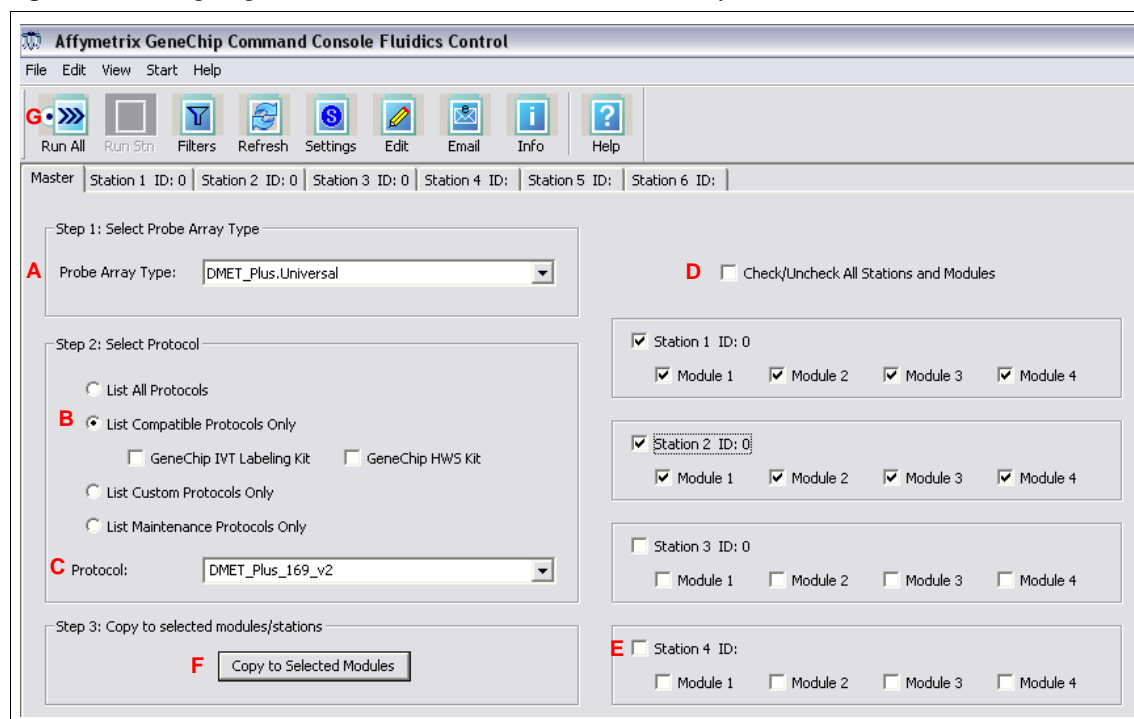 Affymetrix GeneChip Command Console Fluidics Control
File Edit View Start Help
G
Run All Run Stn Filters Refresh Settings Edit Email Info Help
Master Station 1 ID: 0 Station 2 ID: 0 Station 3 ID: 0 Station 4 ID: Station 5 ID: Station 6 ID:
Step 1: Select Probe Array Type
A Probe Array Type: DMET_Plus.Universal
D Check/Uncheck All Stations and Modules
Step 2: Select Protocol
List All Protocols
B List Compatible Protocols Only
GeneChip IVT Labeling Kit GeneChip HWS Kit
List Custom Protocols Only
List Maintenance Protocols Only
C Protocol: DMET_Plus_169_v2
Step 3: Copy to selected modules/stations
F Copy to Selected Modules
Station 1 ID: 0
Module 1 Module 2 Module 3 Module 4
Station 2 ID: 0
Module 1 Module 2 Module 3 Module 4
Station 3 ID: 0
Module 1 Module 2 Module 3 Module 4
E Station 4 ID:
Module 1 Module 2 Module 3 Module 4